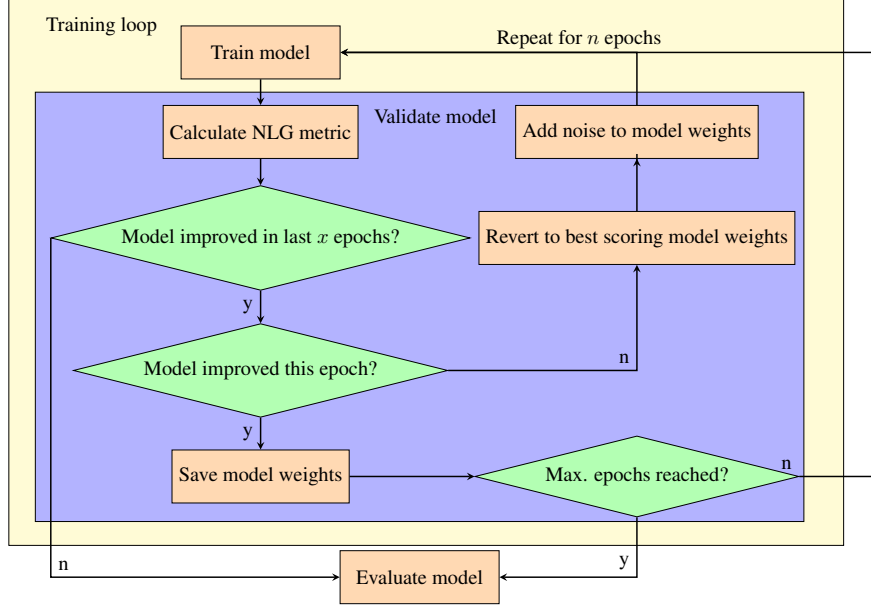 Training loop
Train model
Repeat for n epochs
Calculate NLG metric
Validate model
Add noise to model weights
Model improved in last x epochs?
Revert to best scoring model weights
y
Model improved this epoch?
n
y
Save model weights
Max. epochs reached?
n
n
Evaluate model
y